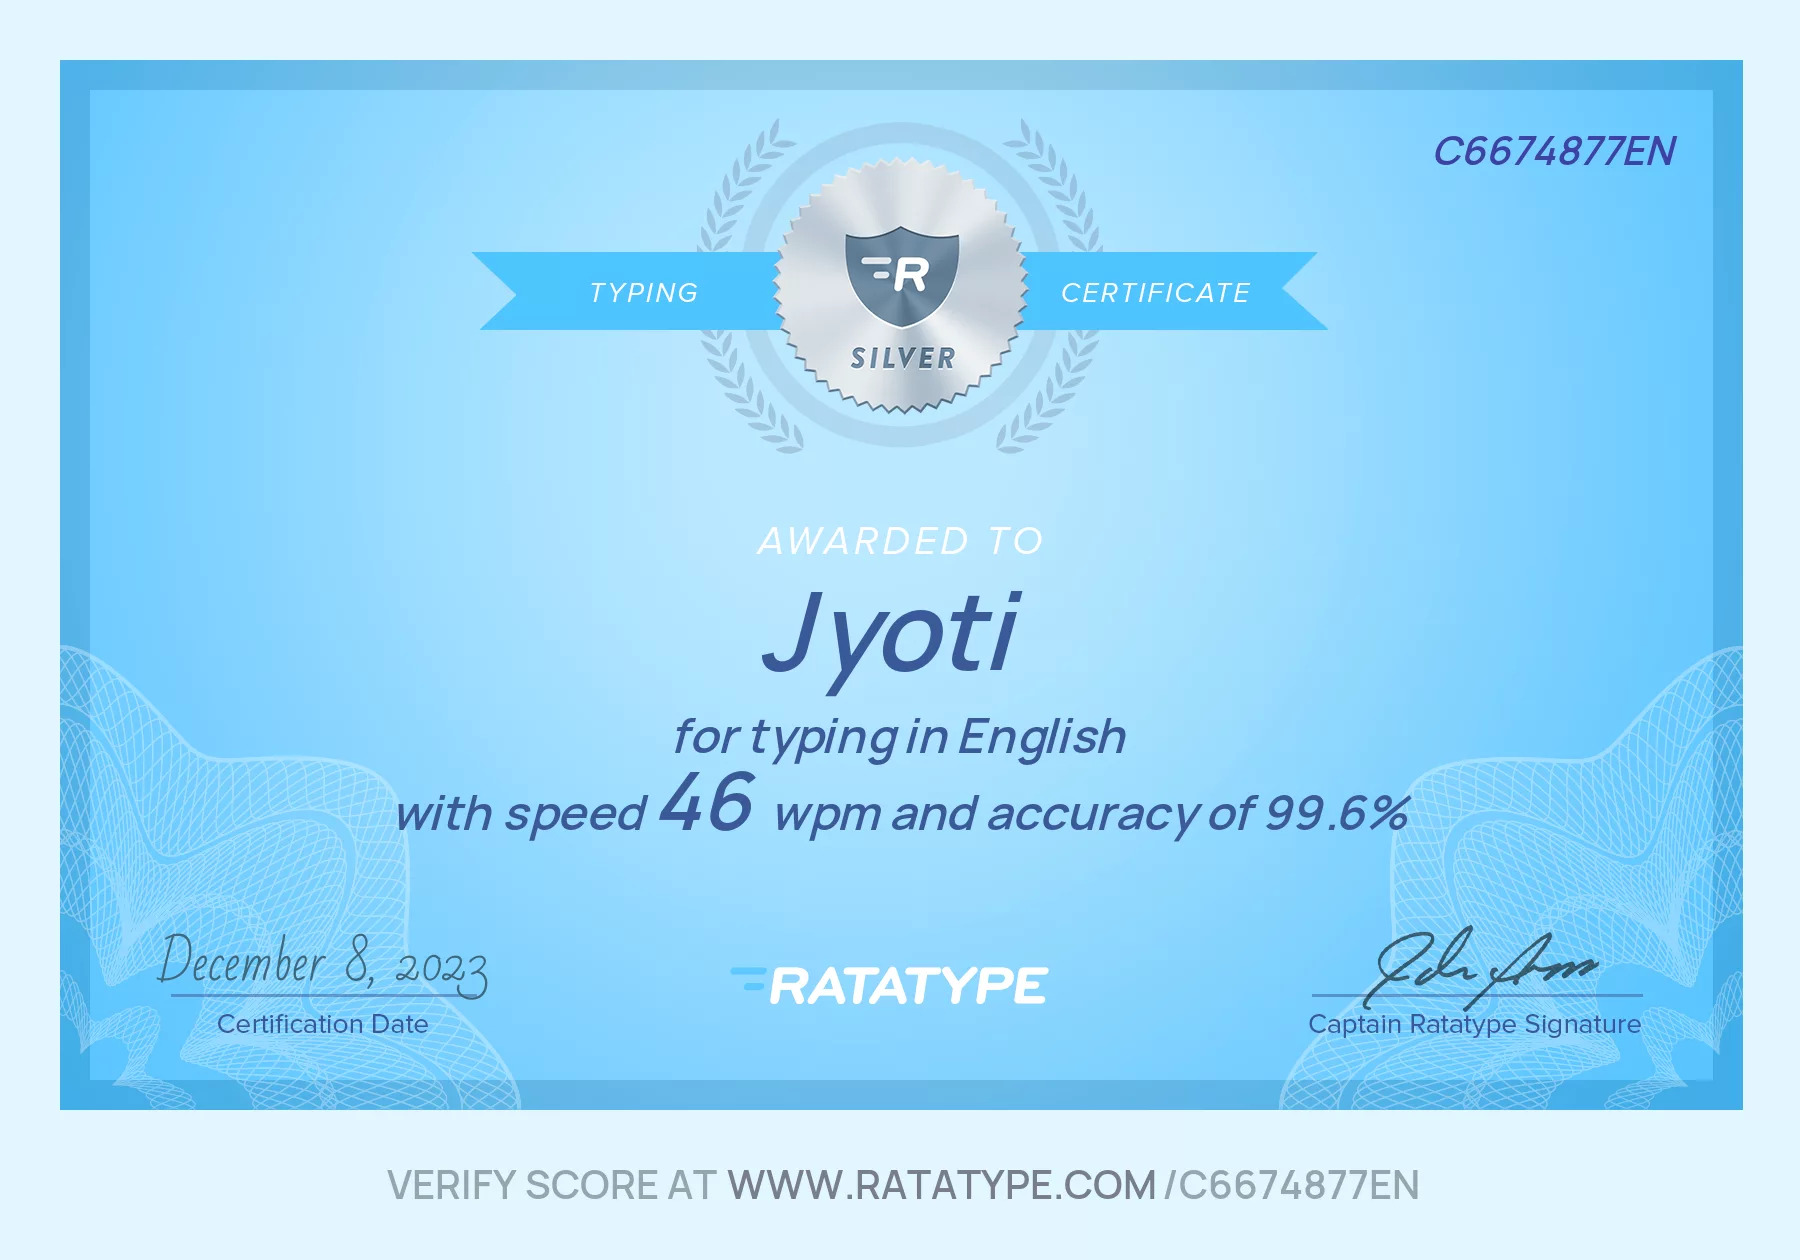 C6674877EN
TYPING
CERTIFICATE
R
SILVER
AWARDED TO
Jyoti
for typing in English
with speed 46 wpm and accuracy of 99.6%
December 8, 2023
Certification Date
RATATYPE
Captain Ratatype Signature
VERIFY SCORE AT WWW.RATATYPE.COM/C6674877EN